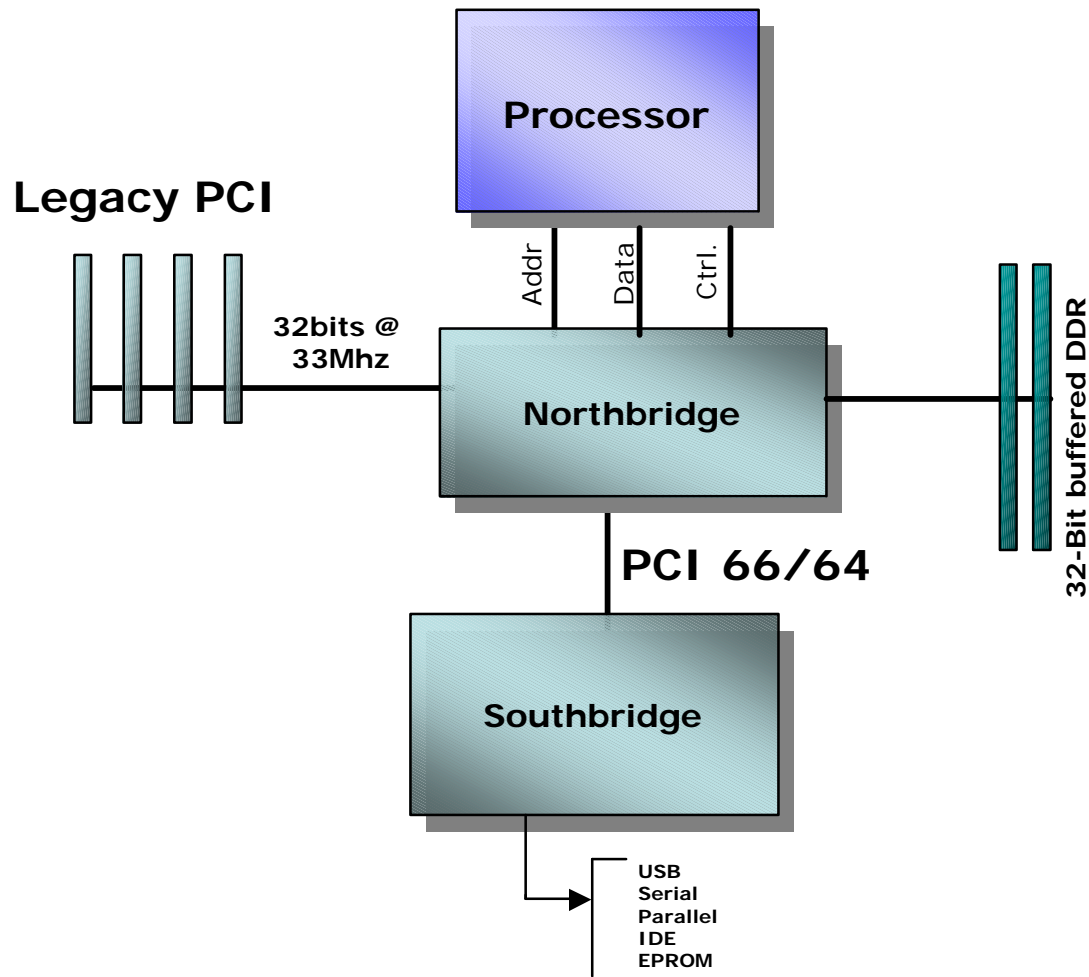 Processor
Legacy PCI
Addr
Data
Ctrl.
32bits @
33Mhz
Northbridge
32-Bit buffered DDR
PCI 66/64
Southbridge
USB
Serial
Parallel
IDE
EPROM